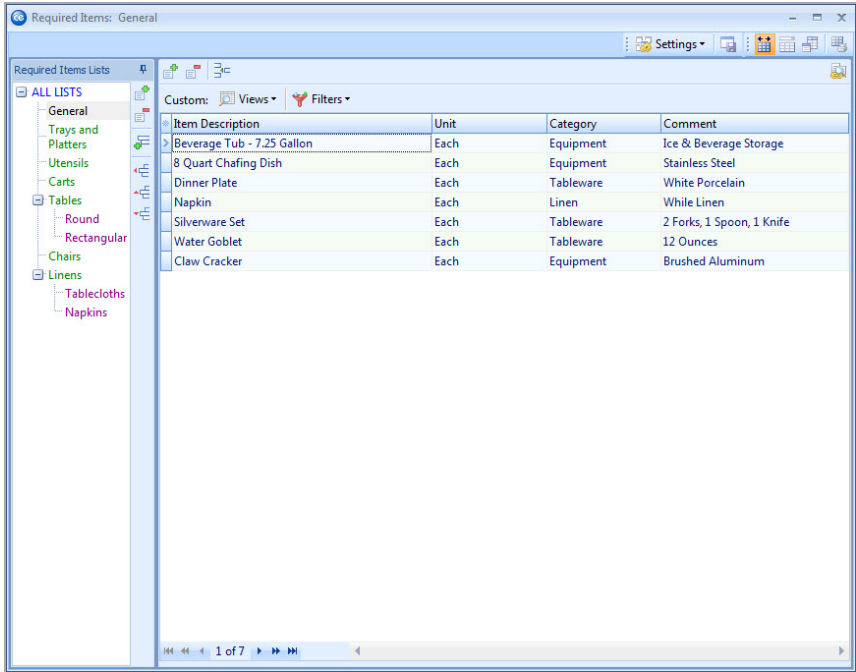 Required Items: General
Settings
Required Items Lists
ALL LISTS
General
Trays and
Platters
Utensils
Carts
Tables
Round
Rectangular
Chairs
Linens
Tablecloths
Napkins
Custom: Views Filters
Item Description Unit Category Comment
Beverage Tub - 7.25 Gallon Each Equipment Ice & Beverage Storage
8 Quart Chafing Dish Each Equipment Stainless Steel
Dinner Plate Each Tableware White Porcelain
Napkin Each Linen While Linen
Silverware Set Each Tableware 2 Forks, 1 Spoon, 1 Knife
Water Goblet Each Tableware 12 Ounces
Claw Cracker Each Equipment Brushed Aluminum
1 of 7